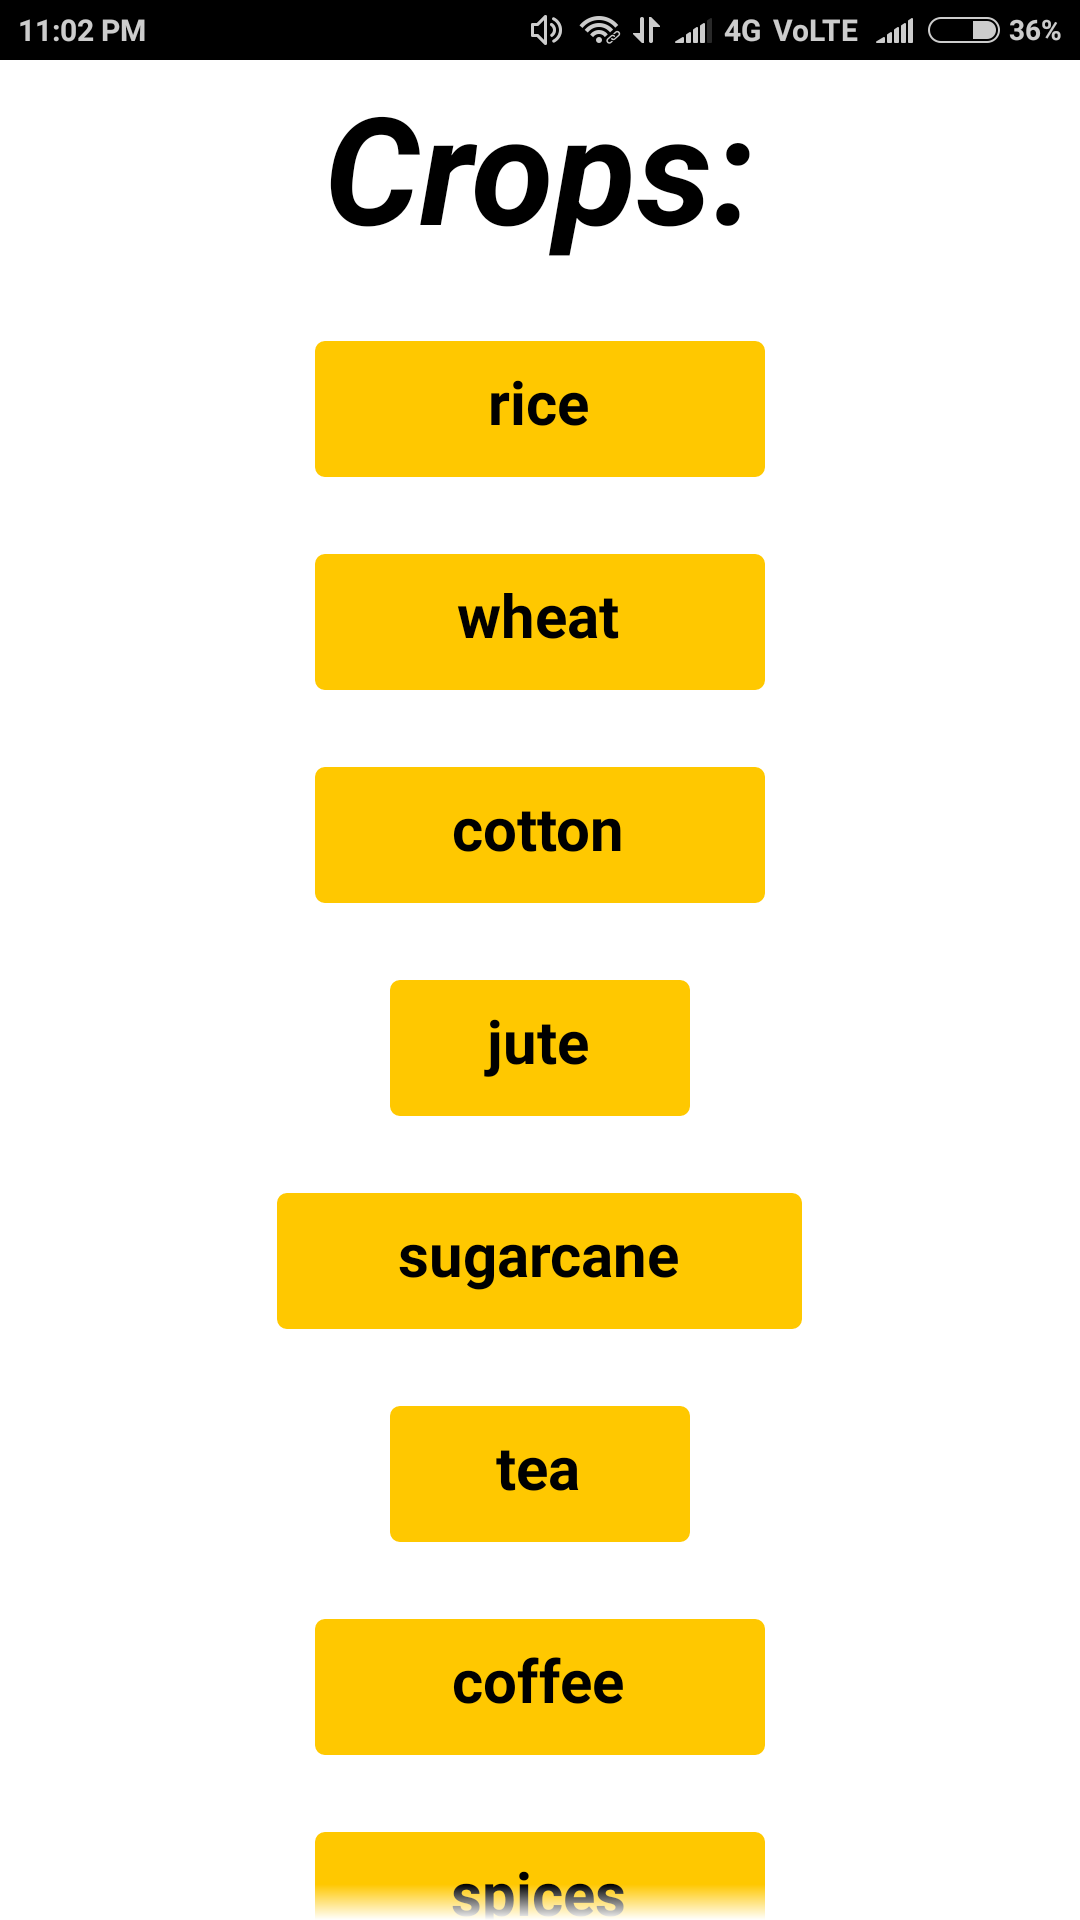 11:02 PM 4G VoLTE 36%
Crops:
rice
wheat
cotton
jute
sugarcane
tea
coffee
spices